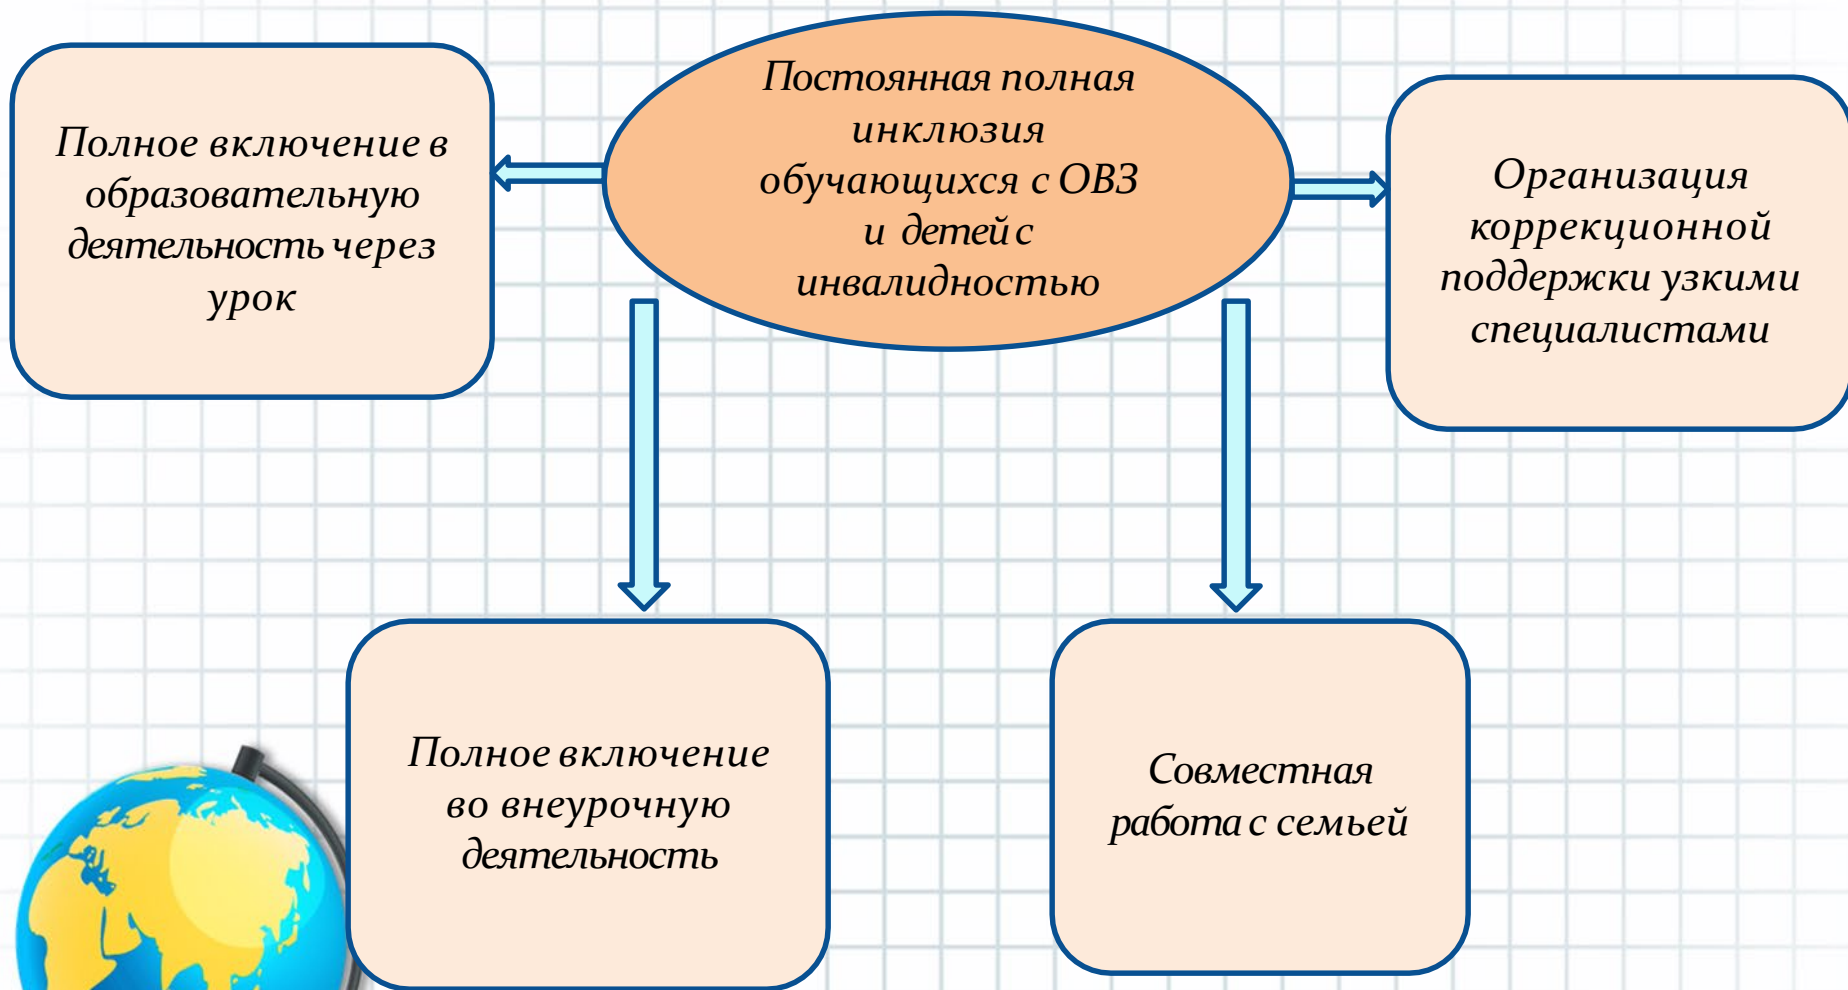 Постоянная полная
инклюзия
обучающихся с ОВЗ
и детей с
инвалидностью
Полное включение в
образовательную
деятельность через
урок
Организация
коррекционной
поддержки узкими
специалистами
Полное включение
во внеурочную
деятельность
Совместная
работа с семьей